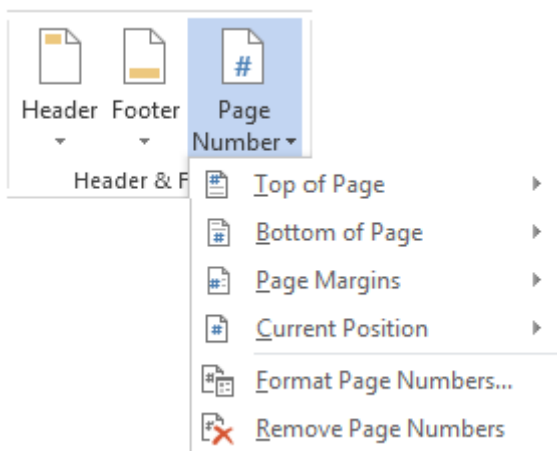 Header Footer Page
Number
Header & F
Top of Page
Bottom of Page
Page Margins
Current Position
Format Page Numbers...
Remove Page Numbers